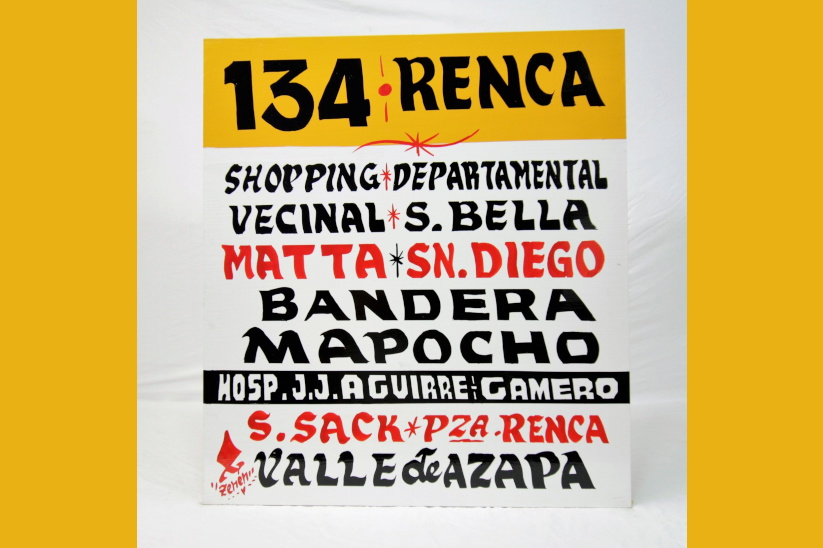 134 RENCA
SHOPPING * DEPARTAMENTAL
VECINAL * S. BELLA
MATTA * SN. DIEGO
BANDERA
MAPOCHO
HOSP. J.J. AGUIRRE - GAMERO
S. SACK * PZA. RENCA
VALLE de AZAPA
"Zenén"